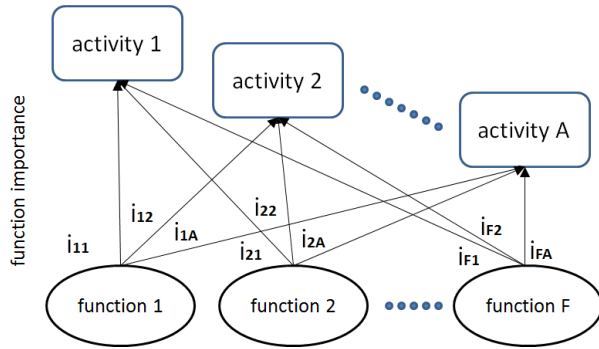 activity 1
activity 2
activity A
function importance
i11
i12
i1A
i21
i22
i2A
iF1
iF2
iFA
function 1
function 2
function F